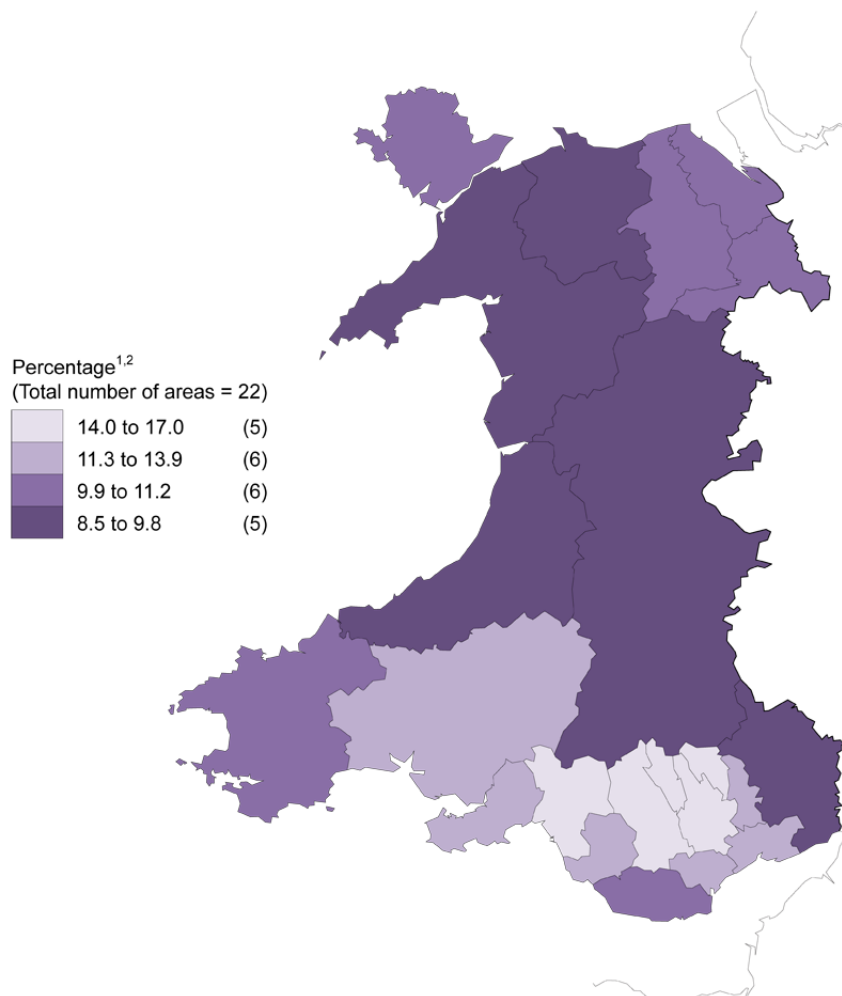 Percentage1,2
(Total number of areas = 22)
14.0 to 17.0 (5)
11.3 to 13.9 (6)
9.9 to 11.2 (6)
8.5 to 9.8 (5)